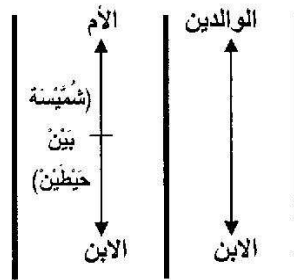 الوالدين
الابن
الأم
(شُمَّيْسَة
بَيْنْ
حَيْطَيْنْ)
الابن